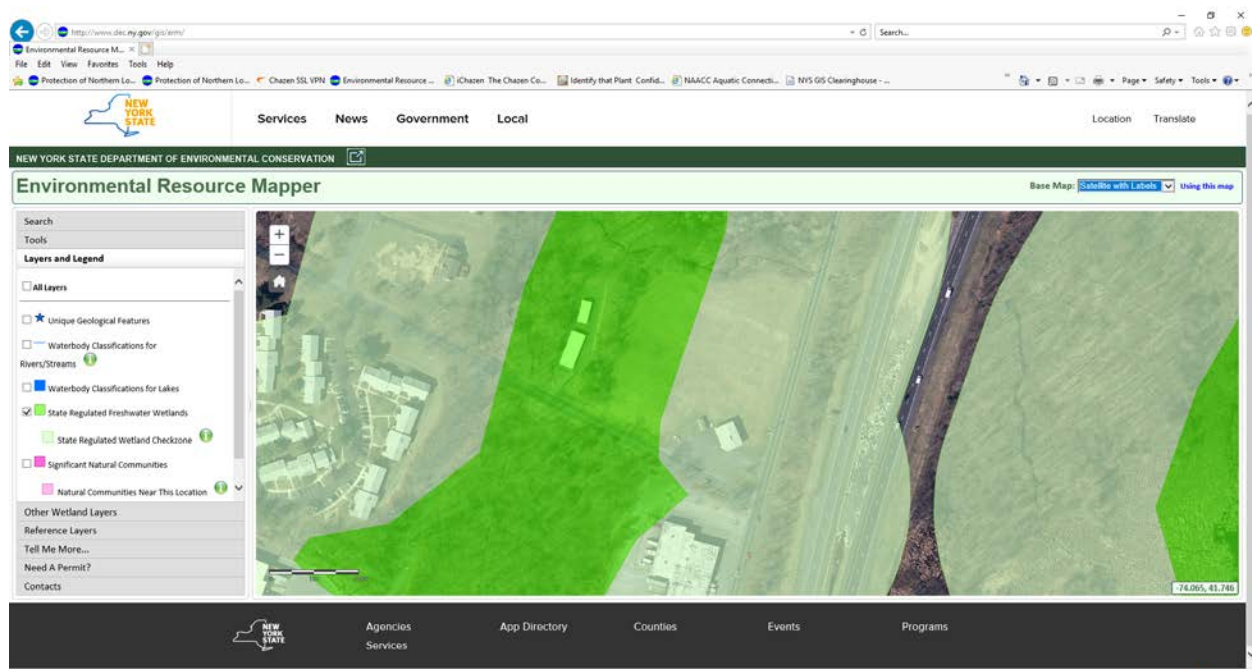 http://www.dec.ny.gov/gis/erm/
Search...
Environmental Resource M...
File Edit View Favorites Tools Help
Protection of Northern Lo... Protection of Northern Lo... Chazen SSL VPN Environmental Resource ... iChazen The Chazen Co... Identify that Plant Confid... NAACC Aquatic Connecti... NYS GIS Clearinghouse - ... Page Safety Tools
NEW YORK STATE
Services News Government Local
Location Translate
NEW YORK STATE DEPARTMENT OF ENVIRONMENTAL CONSERVATION
Environmental Resource Mapper
Base Map: Satellite with Labels Using this map
Search
Tools
Layers and Legend
All Layers
Unique Geological Features
Waterbody Classifications for
Rivers/Streams
Waterbody Classifications for Lakes
State Regulated Freshwater Wetlands
State Regulated Wetland Checkzone
Significant Natural Communities
Natural Communities Near This Location
Other Wetland Layers
Reference Layers
Tell Me More...
Need A Permit?
Contacts
-74.065, 41.746
NEW YORK STATE
Agencies App Directory Counties Events Programs
Services